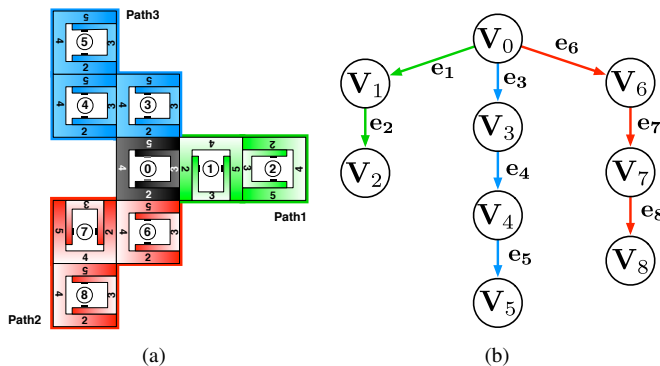 Path3
5
4 5 3
2
5 5
4 4 3 4 3 3
2 2
5 4 2
4 0 3 2 1 5 3 2 4
2 3 5
Path1
3 5
5 7 2 4 6 3
4 2
5
4 8 3
2
Path2
(a)
V0
e1 e3 e6
V1 V6
e2 V3 e7
V2 e4 V7
V4 e8
e5 V8
V5
(b)